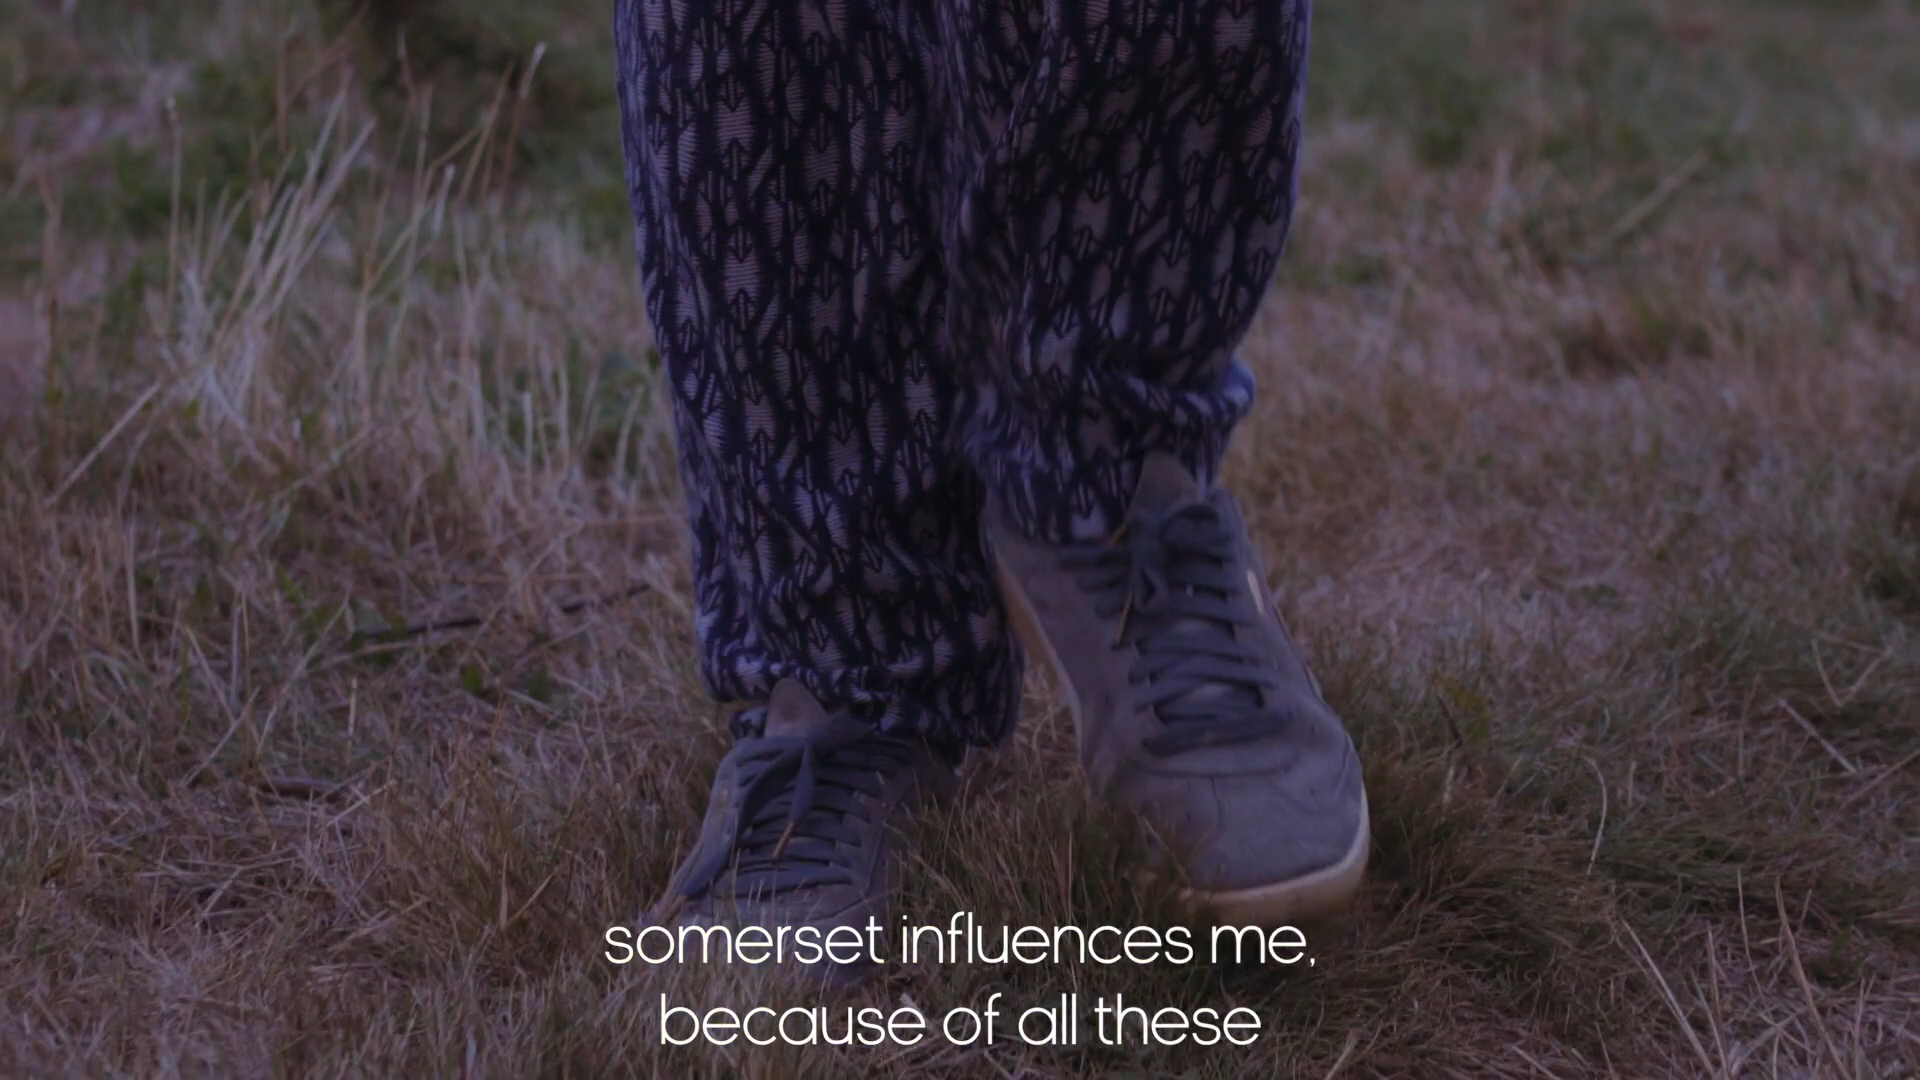 somerset influences me,
because of all these